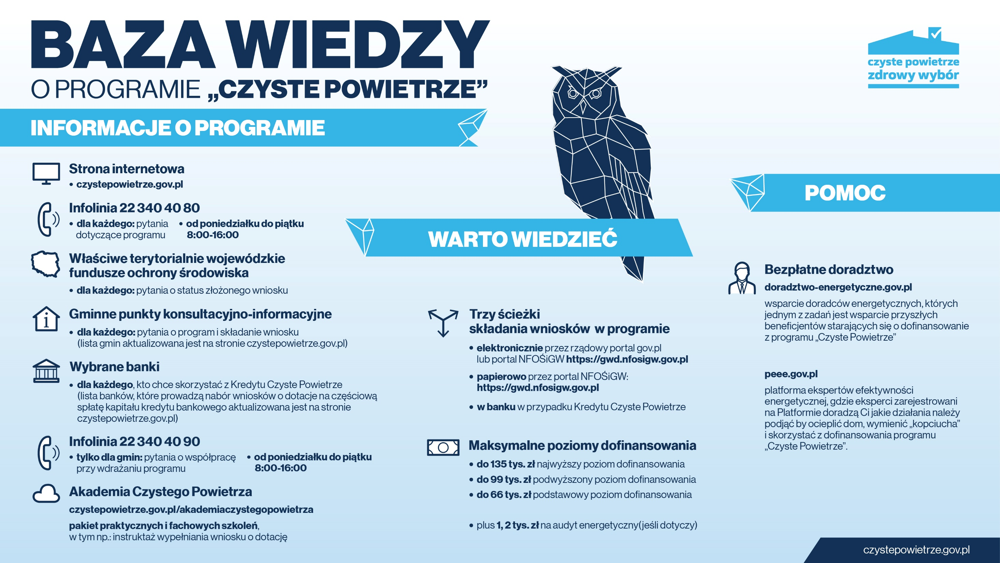 BAZA WIEDZY
O PROGRAMIE „CZYSTE POWIETRZE”
czyste powietrze
zdrowy wybór
INFORMACJE O PROGRAMIE
Strona internetowa
• czystepowietrze.gov.pl
Infolinia 22 340 40 80
• dla każdego: pytania
dotyczące programu
• od poniedziałku do piątku
8:00-16:00
Właściwe terytorialnie wojewódzkie
fundusze ochrony środowiska
• dla każdego: pytania o status złożonego wniosku
Gminne punkty konsultacyjno-informacyjne
• dla każdego: pytania o program i składanie wniosku
(lista gmin aktualizowana jest na stronie czystepowietrze.gov.pl)
Wybrane banki
• dla każdego, kto chce skorzystać z Kredytu Czyste Powietrze
(lista banków, które prowadzą nabór wniosków o dotacje na częściową
spłatę kapitału kredytu bankowego aktualizowana jest na stronie
czystepowietrze.gov.pl)
Infolinia 22 340 40 90
• tylko dla gmin: pytania o współpracę
przy wdrażaniu programu
• od poniedziałku do piątku
8:00-16:00
Akademia Czystego Powietrza
czystepowietrze.gov.pl/akademiaczystegopowietrza
pakiet praktycznych i fachowych szkoleń,
w tym np.: instruktaż wypełniania wniosku o dotację
WARTO WIEDZIEĆ
Trzy ścieżki
składania wniosków w programie
• elektronicznie przez rządowy portal gov.pl
lub portal NFOŚiGW https://gwd.nfosigw.gov.pl
• papierowo przez portal NFOŚiGW:
https://gwd.nfosigw.gov.pl
• w banku w przypadku Kredytu Czyste Powietrze
Maksymalne poziomy dofinansowania
• do 135 tys. zł najwyższy poziom dofinansowania
• do 99 tys. zł podwyższony poziom dofinansowania
• do 66 tys. zł podstawowy poziom dofinansowania
• plus 1, 2 tys. zł na audyt energetyczny(jeśli dotyczy)
POMOC
Bezpłatne doradztwo
doradztwo-energetyczne.gov.pl
wsparcie doradców energetycznych, których
jednym z zadań jest wsparcie przyszłych
beneficjentów starających się o dofinansowanie
z programu „Czyste Powietrze”
peee.gov.pl
platforma ekspertów efektywności
energetycznej, gdzie eksperci zarejestrowani
na Platformie doradzą Ci jakie działania należy
podjąć by ocieplić dom, wymienić „kopciucha”
i skorzystać z dofinansowania programu
„Czyste Powietrze”.
czystepowietrze.gov.pl